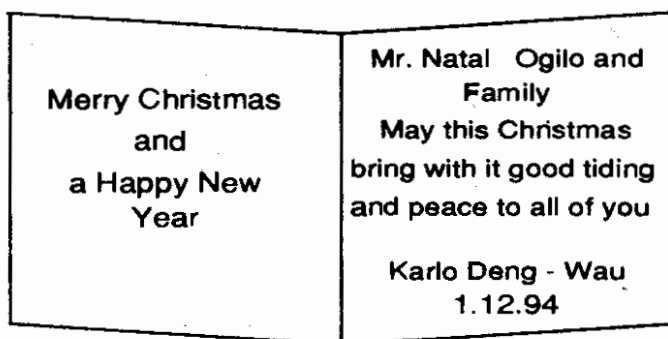 Merry Christmas
and
a Happy New
Year
Mr. Natal Ogilo and
Family
May this Christmas
bring with it good tiding
and peace to all of you
Karlo Deng - Wau
1.12.94